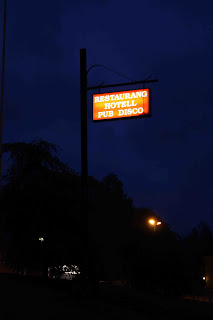 RESTAURANG
HOTELL
PUB DISCO